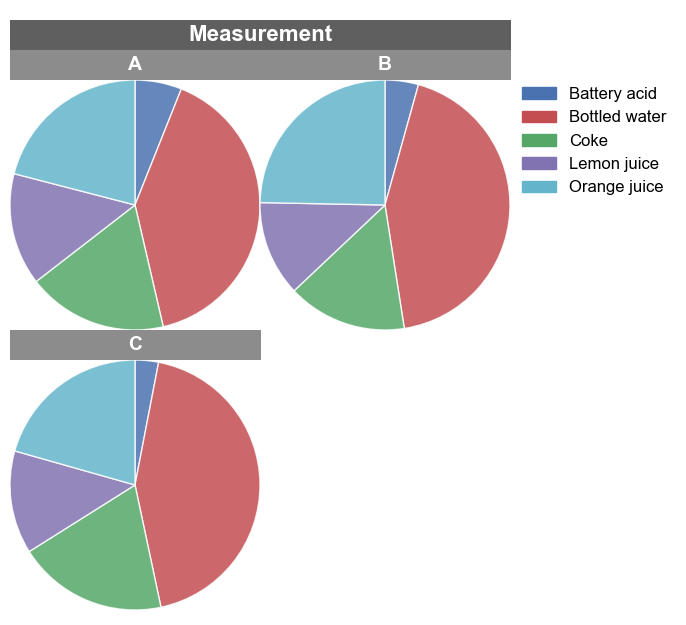 Measurement
A
B
Battery acid
Bottled water
Coke
Lemon juice
Orange juice
C